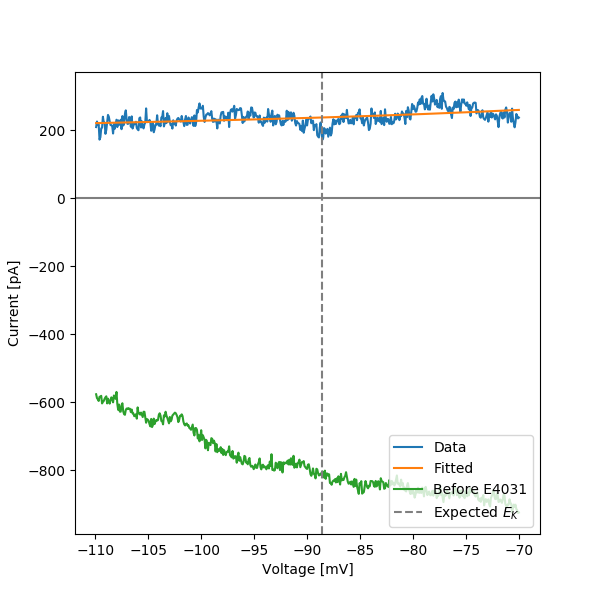 200
0
−200
−400
−600
−800
Current [pA]
Data
Fitted
Before E4031
Expected $E_K$
−110
−105
−100
−95
−90
−85
−80
−75
−70
Voltage [mV]